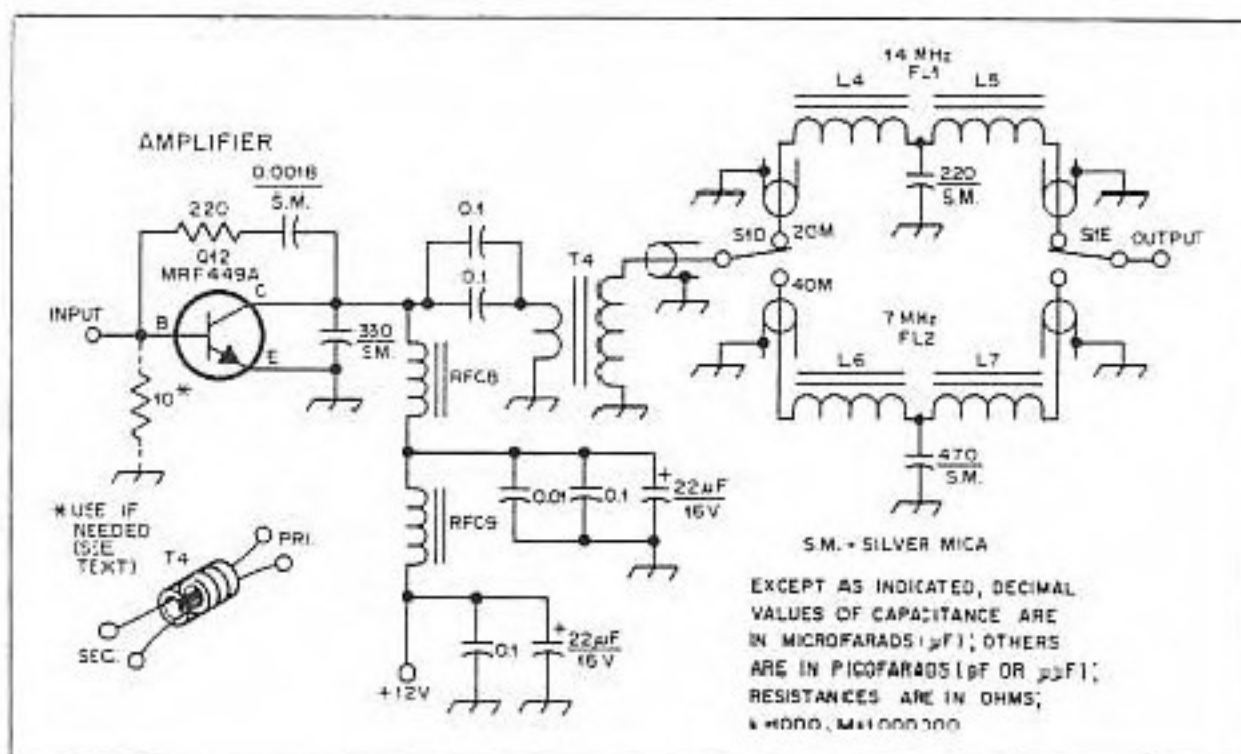 14 MHz
FL1
L4
L5
AMPLIFIER
0.0018
S.M.
220
Q12
MRF449A
C
B
E
INPUT
10*
330
S.M.
0.1
0.1
T4
RFC8
S1D
20M
40M
220
S.M.
S1E
OUTPUT
7 MHz
FL2
L6
L7
470
S.M.
0.01
0.1
+
22µF
16V
RFC9
0.1
+
22µF
16V
+12V
*USE IF
NEEDED
(SEE
TEXT)
T4
PRI.
SEC.
S.M. = SILVER MICA
EXCEPT AS INDICATED, DECIMAL
VALUES OF CAPACITANCE ARE
IN MICROFARADS (µF); OTHERS
ARE IN PICOFARADS (pF OR µµF);
RESISTANCES ARE IN OHMS;
k=1000, M=1000000